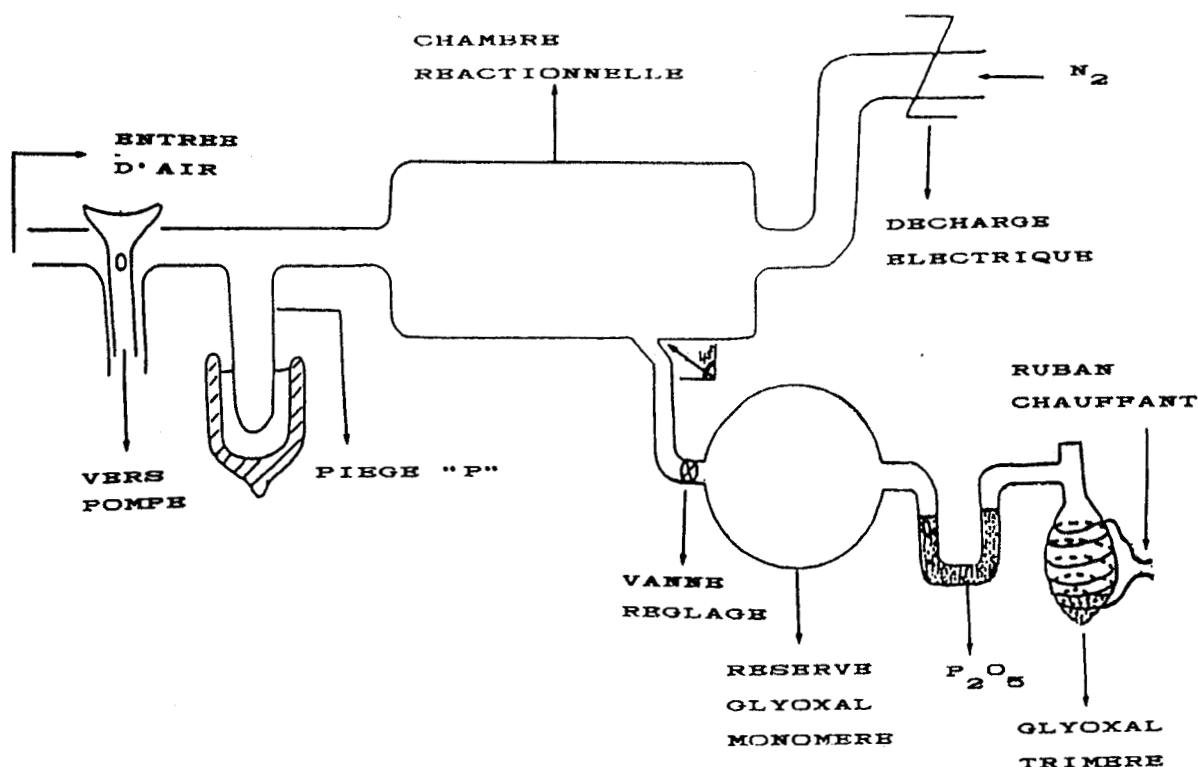 CHAMBRE
REACTIONNELLE
N2
ENTREE
D'AIR
DECHARGE
ELECTRIQUE
RUBAN
CHAUFFANT
VERS
POMPE
PIEGE "P"
VANNE
REGLAGE
RESERVE
GLYOXAL
MONOMERE
P2O5
GLYOXAL
TRIMERE